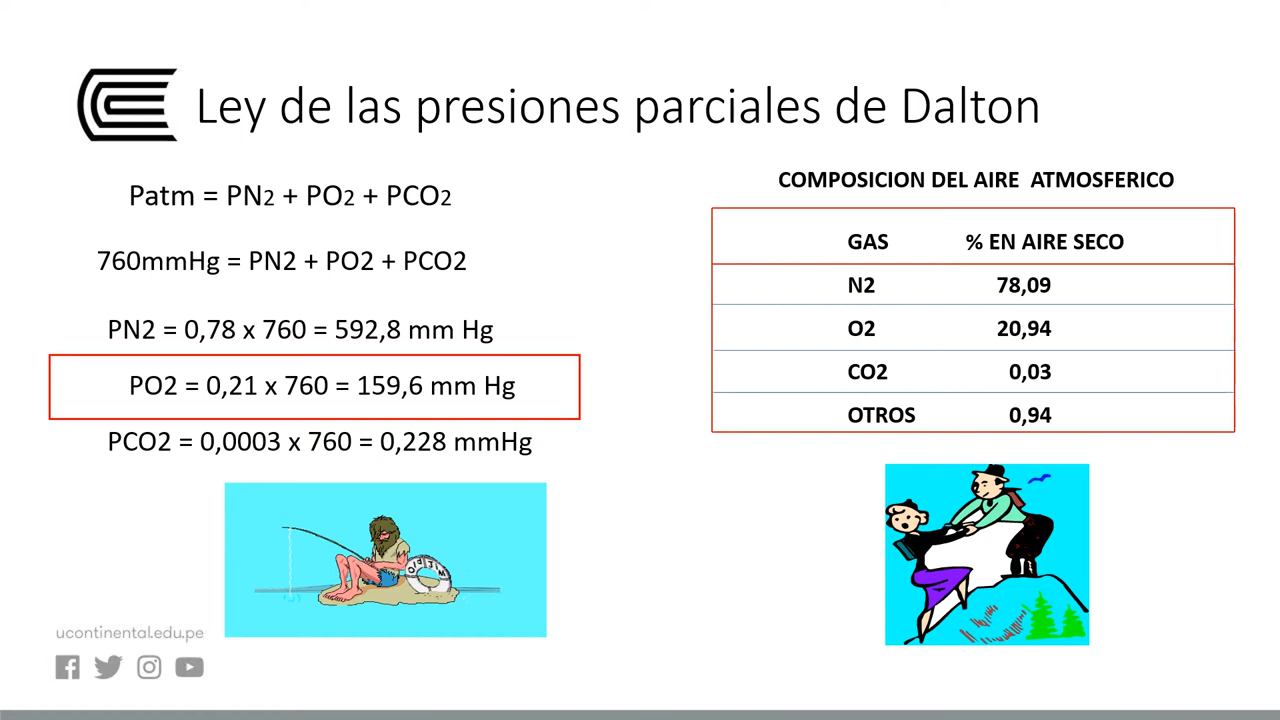 Ley de las presiones parciales de Dalton
Patm = PN2 + PO2 + PCO2
760mmHg = PN2 + PO2 + PCO2
PN2 = 0,78 x 760 = 592,8 mm Hg
PO2 = 0,21 x 760 = 159,6 mm Hg
PCO2 = 0,0003 x 760 = 0,228 mmHg
COMPOSICION DEL AIRE ATMOSFERICO
GAS % EN AIRE SECO
N2 78,09
O2 20,94
CO2 0,03
OTROS 0,94
ucontinental.edu.pe